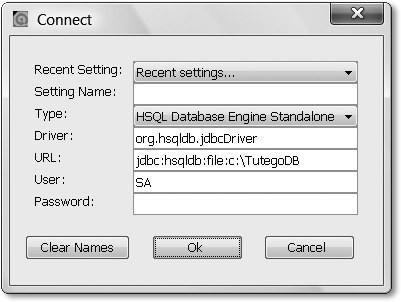 Connect
Recent Setting: Recent settings...
Setting Name:
Type: HSQL Database Engine Standalone
Driver: org.hsqldb.jdbcDriver
URL: jdbc:hsqldb:file:c:\TutegoDB
User: SA
Password:
Clear Names Ok Cancel